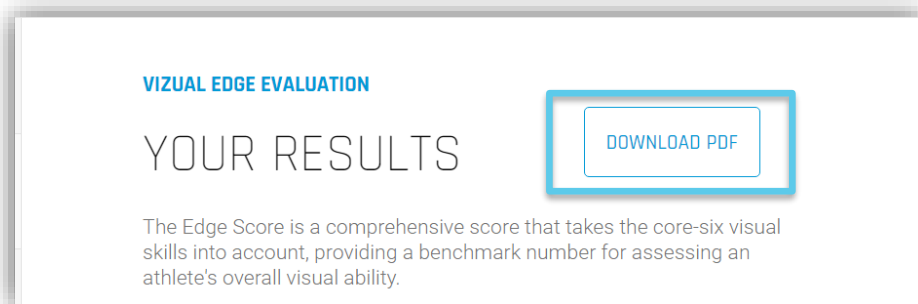 VIZUAL EDGE EVALUATION
YOUR RESULTS
DOWNLOAD PDF
The Edge Score is a comprehensive score that takes the core-six visual
skills into account, providing a benchmark number for assessing an
athlete's overall visual ability.